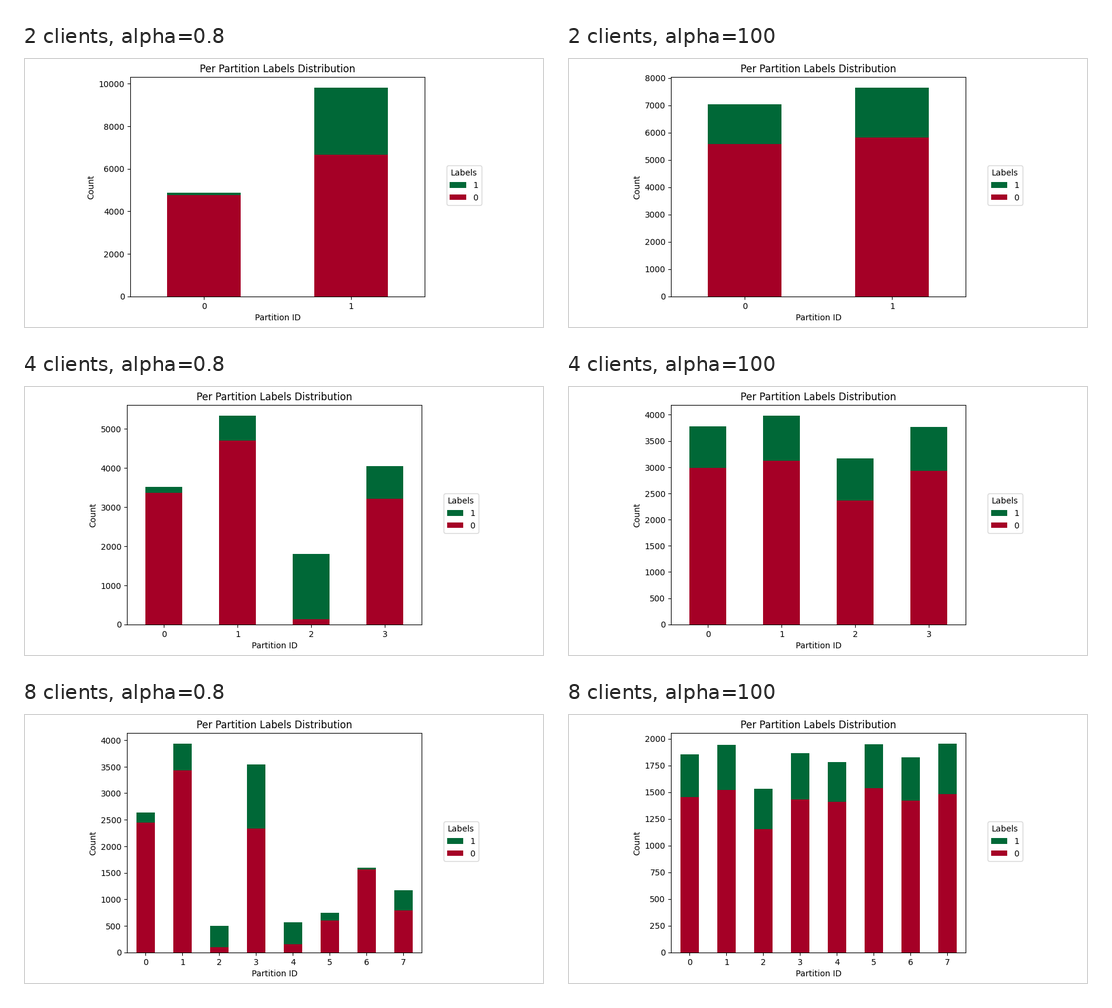 2 clients, alpha=0.8
Per Partition Labels Distribution
10000
8000
6000
4000
2000
0
Count
0 1
Partition ID
Labels
1
0
2 clients, alpha=100
Per Partition Labels Distribution
8000
7000
6000
5000
4000
3000
2000
1000
0
Count
0 1
Partition ID
Labels
1
0
4 clients, alpha=0.8
Per Partition Labels Distribution
5000
4000
3000
2000
1000
0
Count
0 1 2 3
Partition ID
Labels
1
0
4 clients, alpha=100
Per Partition Labels Distribution
4000
3500
3000
2500
2000
1500
1000
500
0
Count
0 1 2 3
Partition ID
Labels
1
0
8 clients, alpha=0.8
Per Partition Labels Distribution
4000
3500
3000
2500
2000
1500
1000
500
0
Count
0 1 2 3 4 5 6 7
Partition ID
Labels
1
0
8 clients, alpha=100
Per Partition Labels Distribution
2000
1750
1500
1250
1000
750
500
250
0
Count
0 1 2 3 4 5 6 7
Partition ID
Labels
1
0